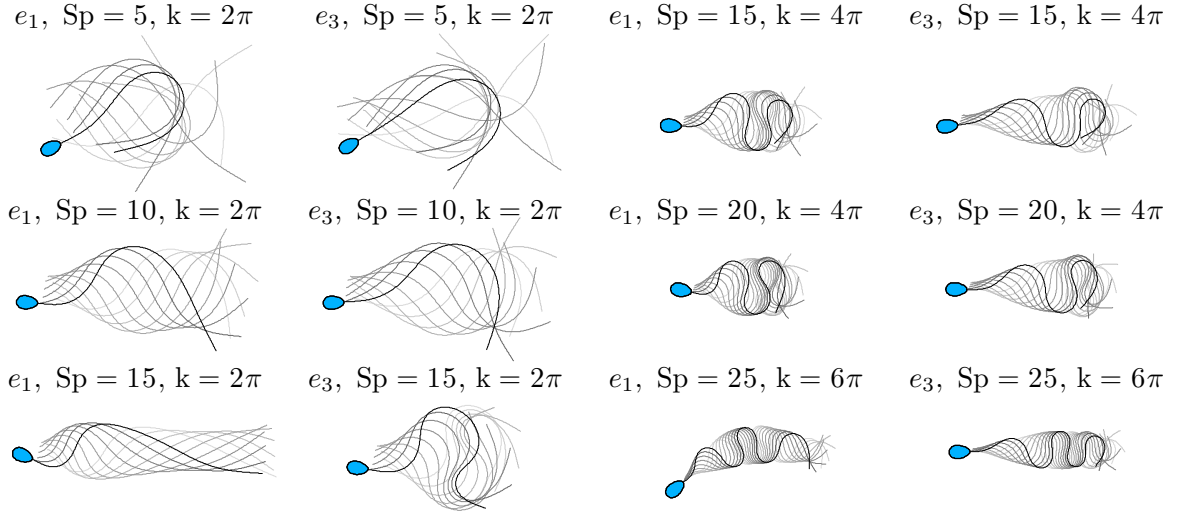 e₁, Sp = 5, k = 2π
e₃, Sp = 5, k = 2π
e₁, Sp = 15, k = 4π
e₃, Sp = 15, k = 4π
e₁, Sp = 10, k = 2π
e₃, Sp = 10, k = 2π
e₁, Sp = 20, k = 4π
e₃, Sp = 20, k = 4π
e₁, Sp = 15, k = 2π
e₃, Sp = 15, k = 2π
e₁, Sp = 25, k = 6π
e₃, Sp = 25, k = 6π